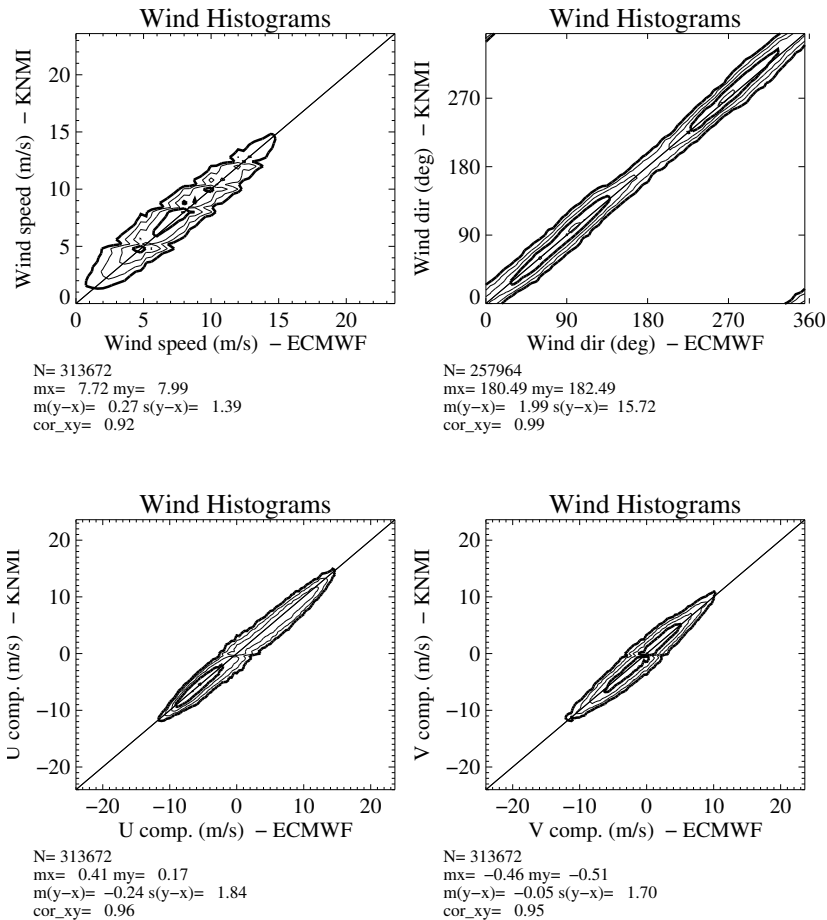 Wind Histograms
Wind speed (m/s) − KNMI
20
15
10
5
0
0 5 10 15 20
Wind speed (m/s) − ECMWF
N= 313672
mx= 7.72 my= 7.99
m(y−x)= 0.27 s(y−x)= 1.39
cor_xy= 0.92
Wind Histograms
Wind dir (deg) − KNMI
270
180
90
0
0 90 180 270 360
Wind dir (deg) − ECMWF
N= 257964
mx= 180.49 my= 182.49
m(y−x)= 1.99 s(y−x)= 15.72
cor_xy= 0.99
Wind Histograms
U comp. (m/s) − KNMI
20
10
0
−10
−20
−20 −10 0 10 20
U comp. (m/s) − ECMWF
N= 313672
mx= 0.41 my= 0.17
m(y−x)= −0.24 s(y−x)= 1.84
cor_xy= 0.96
Wind Histograms
V comp. (m/s) − KNMI
20
10
0
−10
−20
−20 −10 0 10 20
V comp. (m/s) − ECMWF
N= 313672
mx= −0.46 my= −0.51
m(y−x)= −0.05 s(y−x)= 1.70
cor_xy= 0.95